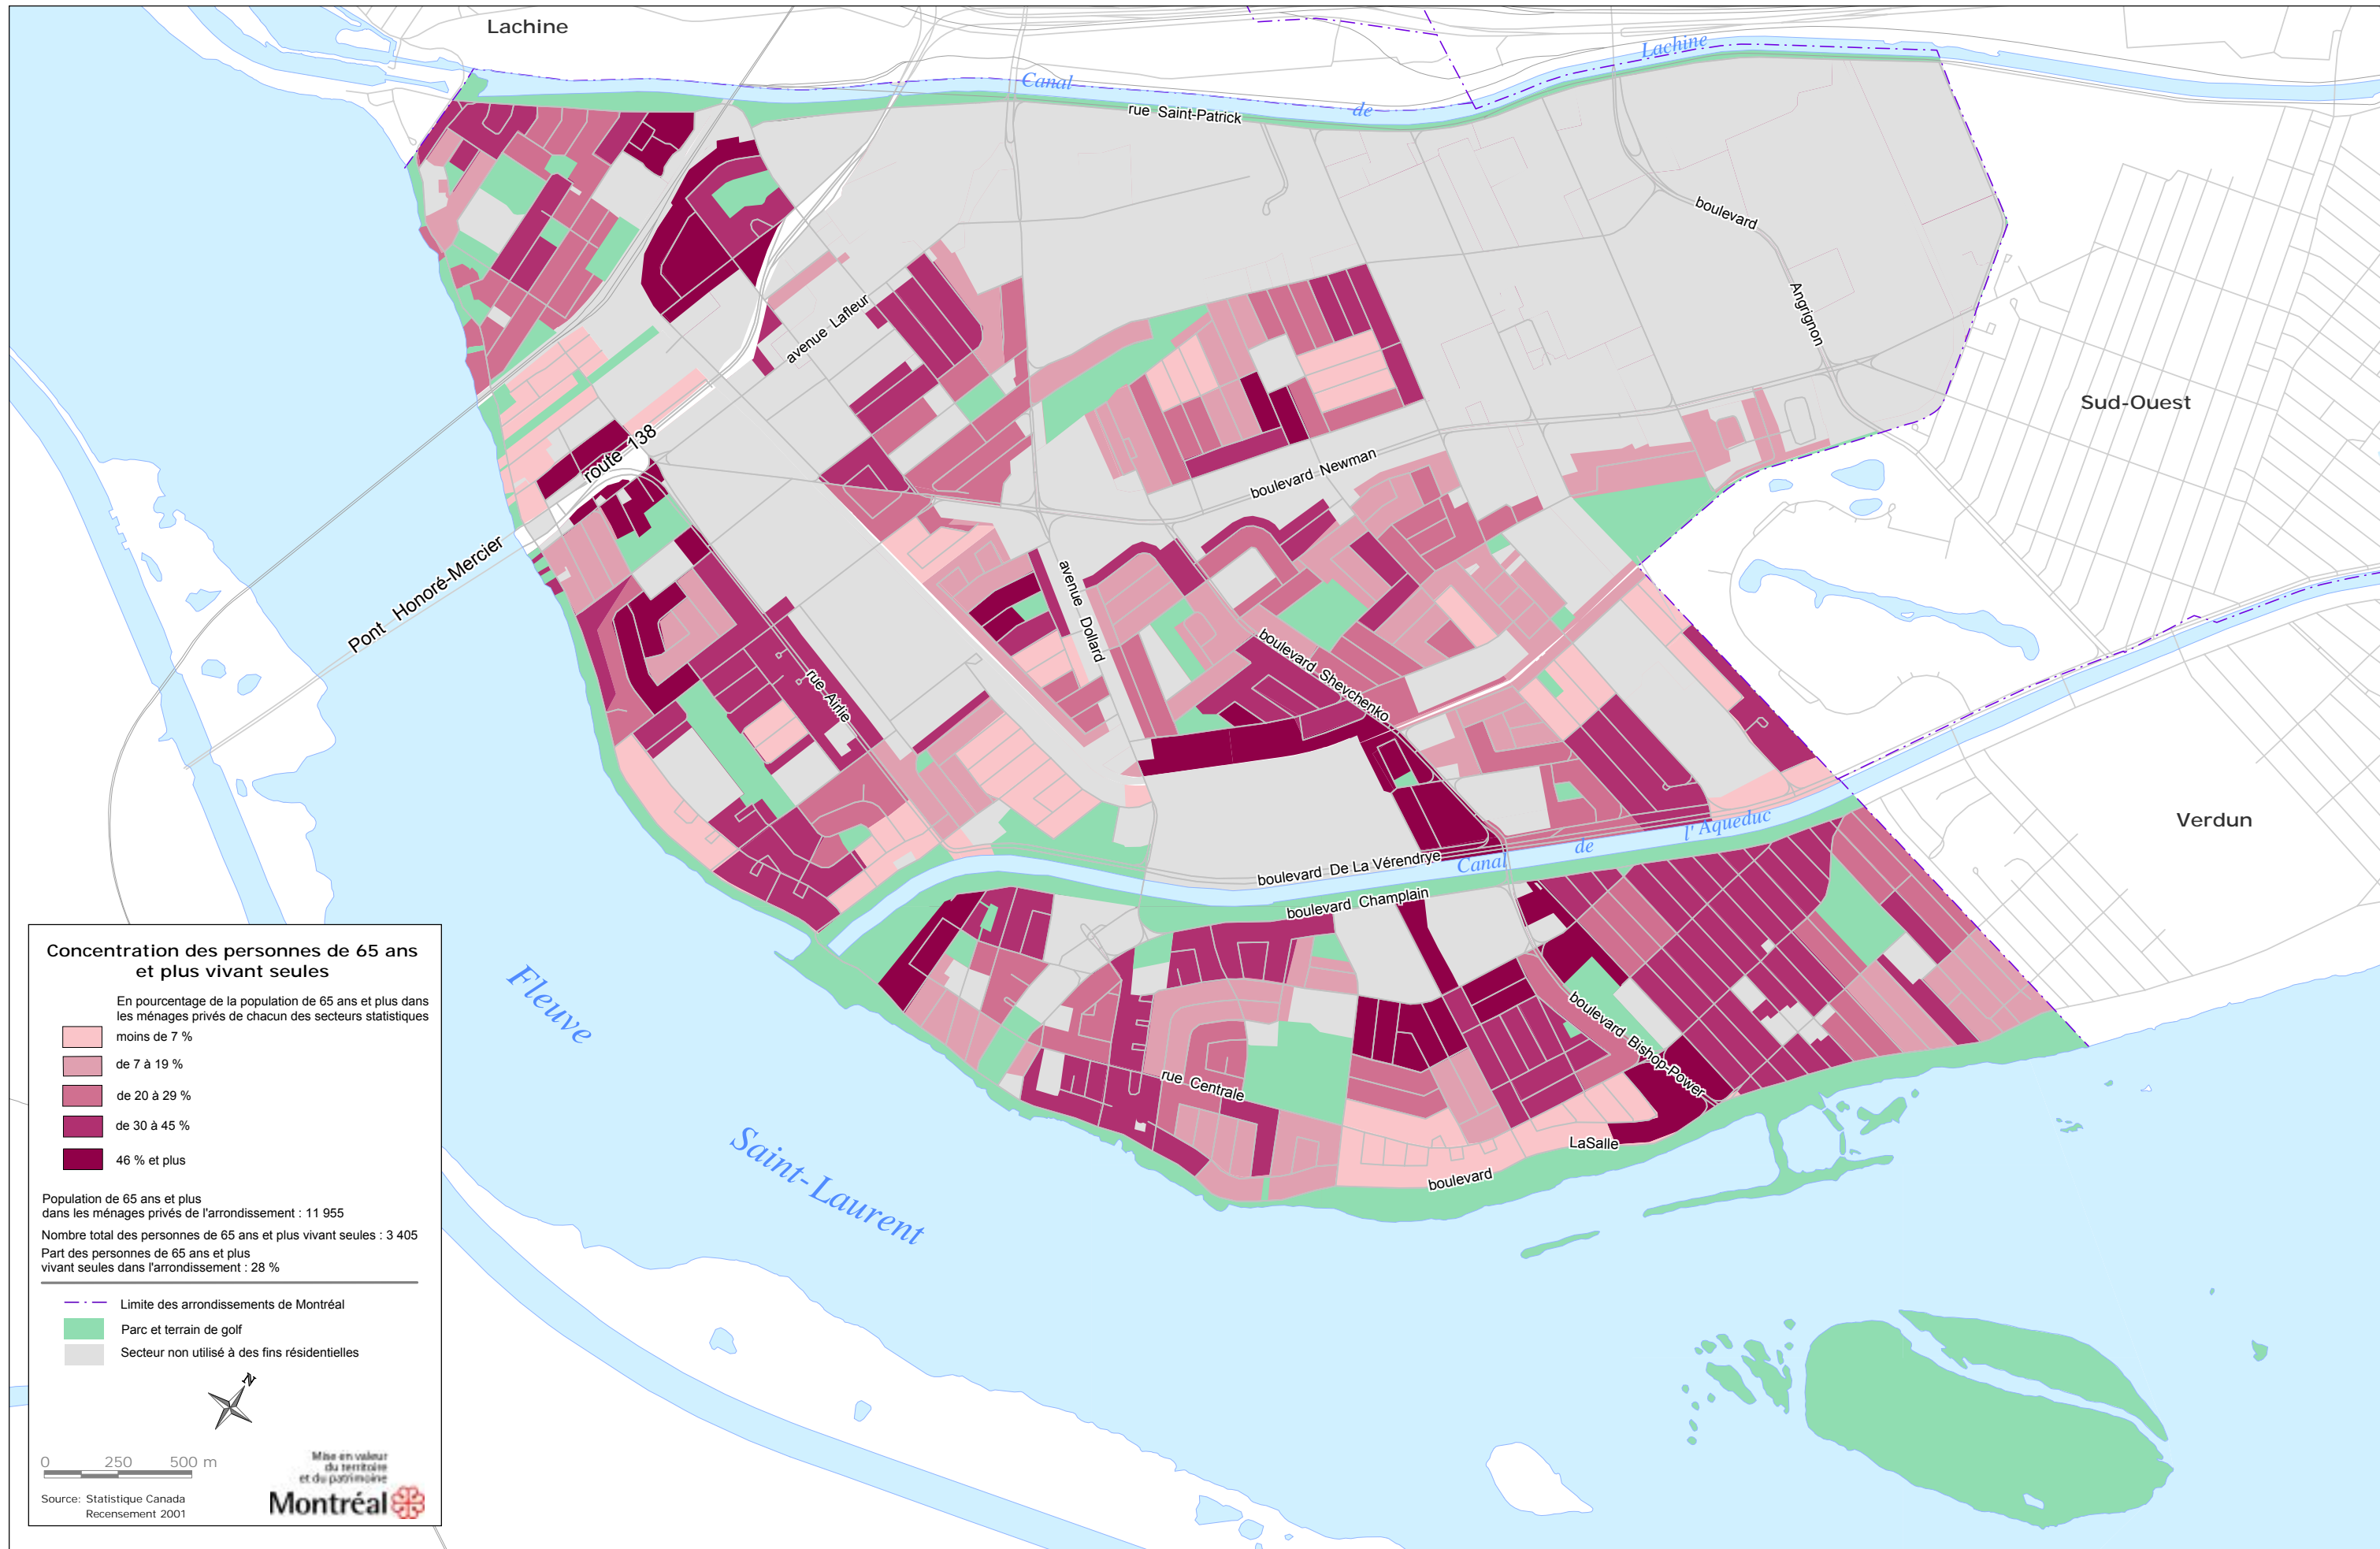 Lachine
Canal
de
Lachine
rue Saint-Patrick
boulevard
Angrignon
avenue Lafleur
Sud-Ouest
route 138
boulevard Newman
Pont Honoré-Mercier
avenue Dollard
boulevard Shevchenko
rue Airlie
Verdun
l'Aqueduc
de
Canal
boulevard De La Vérendrye
boulevard Champlain
Fleuve
Saint-Laurent
boulevard Bishop-Power
rue Centrale
LaSalle
boulevard
Concentration des personnes de 65 ans
et plus vivant seules
En pourcentage de la population de 65 ans et plus dans
les ménages privés de chacun des secteurs statistiques
moins de 7 %
de 7 à 19 %
de 20 à 29 %
de 30 à 45 %
46 % et plus
Population de 65 ans et plus
dans les ménages privés de l'arrondissement : 11 955
Nombre total des personnes de 65 ans et plus vivant seules : 3 405
Part des personnes de 65 ans et plus
vivant seules dans l'arrondissement : 28 %
Limite des arrondissements de Montréal
Parc et terrain de golf
Secteur non utilisé à des fins résidentielles
N
0 250 500 m
Source: Statistique Canada
Recensement 2001
Mise en valeur
du territoire
et du patrimoine
Montréal